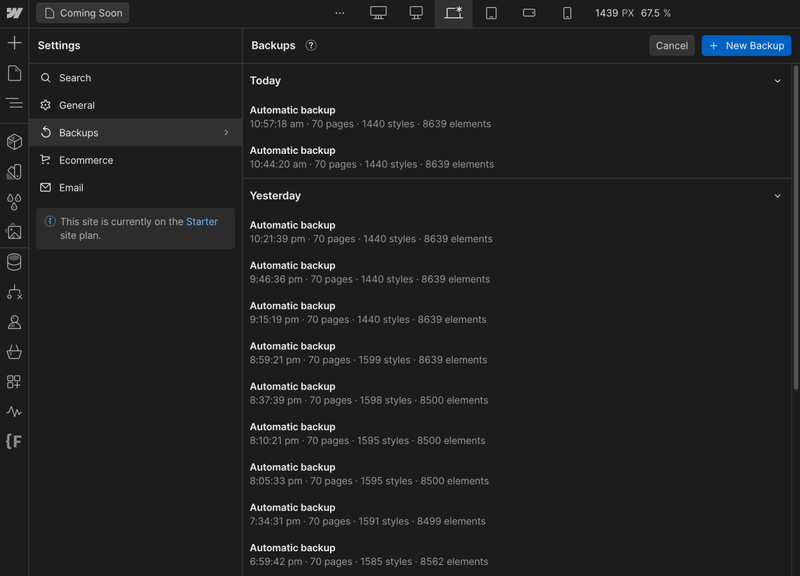 Coming Soon
...
1439 PX 67.5 %
Settings
Backups
?
Cancel
+ New Backup
Search
General
Backups
Ecommerce
Email
This site is currently on the Starter
site plan.
{F
Today
Automatic backup
10:57:18 am · 70 pages · 1440 styles · 8639 elements
Automatic backup
10:44:20 am · 70 pages · 1440 styles · 8639 elements
Yesterday
Automatic backup
10:21:39 pm · 70 pages · 1440 styles · 8639 elements
Automatic backup
9:46:36 pm · 70 pages · 1440 styles · 8639 elements
Automatic backup
9:15:19 pm · 70 pages · 1440 styles · 8639 elements
Automatic backup
8:59:21 pm · 70 pages · 1599 styles · 8639 elements
Automatic backup
8:37:39 pm · 70 pages · 1598 styles · 8500 elements
Automatic backup
8:10:21 pm · 70 pages · 1595 styles · 8500 elements
Automatic backup
8:05:33 pm · 70 pages · 1595 styles · 8500 elements
Automatic backup
7:34:31 pm · 70 pages · 1591 styles · 8499 elements
Automatic backup
6:59:42 pm · 70 pages · 1585 styles · 8562 elements